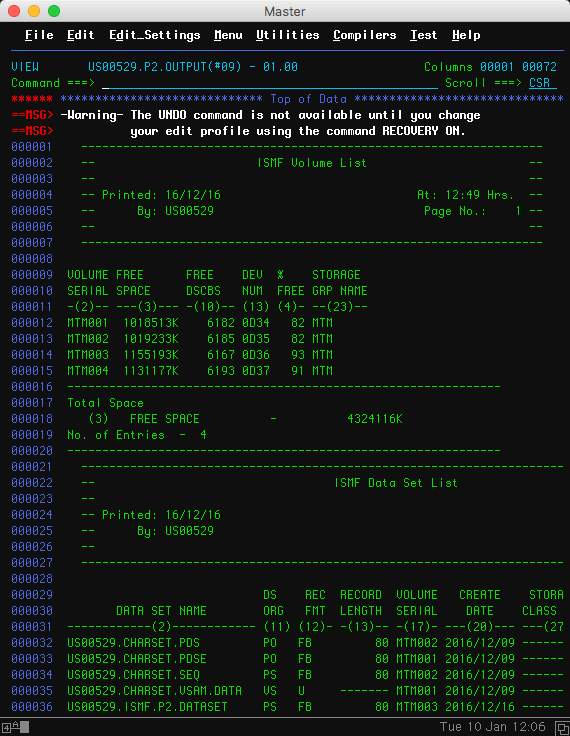 Master
File Edit Edit_Settings Menu Utilities Compilers Test Help
VIEW US00529.P2.OUTPUT(#09) - 01.00 Columns 00001 00072
Command ===> Scroll ===> CSR
****** **************************** Top of Data ******************************
==MSG> -Warning- The UNDO command is not available until you change
==MSG> your edit profile using the command RECOVERY ON.
000001 ------------------------------------------------------------------
000002 -- ISMF Volume List --
000003 -- --
000004 -- Printed: 16/12/16 At: 12:49 Hrs. --
000005 -- By: US00529 Page No.: 1 --
000006 -- --
000007 ------------------------------------------------------------------
000008
000009 VOLUME FREE FREE DEV % STORAGE
000010 SERIAL SPACE DSCBS NUM FREE GRP NAME
000011 -(2)-- ---(3)--- -(10)-- (13) (4)- --(23)--
000012 MTM001 1018513K 6182 0D34 82 MTM
000013 MTM002 1019233K 6185 0D35 82 MTM
000014 MTM003 1155193K 6167 0D36 93 MTM
000015 MTM004 1131177K 6193 0D37 91 MTM
000016 --------------------------------------------------------------
000017 Total Space
000018 (3) FREE SPACE - 4324116K
000019 No. of Entries - 4
000020 --------------------------------------------------------------
000021 ---------------------------------------------------------------------
000022 -- ISMF Data Set List
000023 --
000024 -- Printed: 16/12/16
000025 -- By: US00529
000026 --
000027 ---------------------------------------------------------------------
000028
000029 DS REC RECORD VOLUME CREATE STORA
000030 DATA SET NAME ORG FMT LENGTH SERIAL DATE CLASS
000031 ------------(2)------------ (11) (12)- -(13)-- -(17)- ---(20)--- ---(27
000032 US00529.CHARSET.PDS PO FB 80 MTM002 2016/12/09 ------
000033 US00529.CHARSET.PDSE PO FB 80 MTM001 2016/12/09 ------
000034 US00529.CHARSET.SEQ PS FB 80 MTM002 2016/12/09 ------
000035 US00529.CHARSET.VSAM.DATA VS U ------- MTM001 2016/12/09 ------
000036 US00529.ISMF.P2.DATASET PS FB 80 MTM003 2016/12/16 ------
4 A Tue 10 Jan 12:06